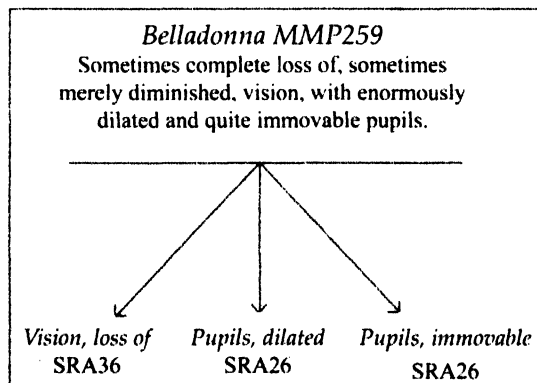 Belladonna MMP259
Sometimes complete loss of, sometimes
merely diminished, vision, with enormously
dilated and quite immovable pupils.
Vision, loss of Pupils, dilated Pupils, immovable
SRA36 SRA26 SRA26